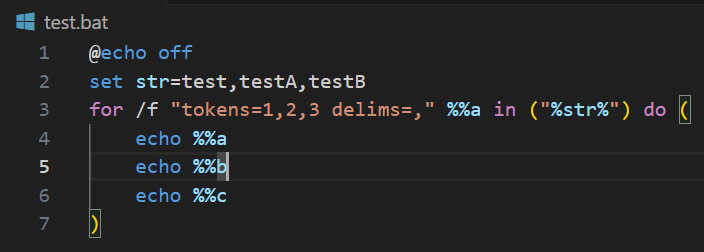 test.bat
1 @echo off
2 set str=test,testA,testB
3 for /f "tokens=1,2,3 delims=," %%a in ("%str%") do (
4 echo %%a
5 echo %%b
6 echo %%c
7 )